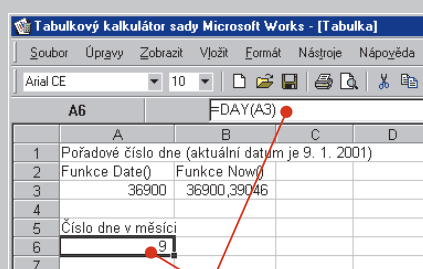 Tabulkový kalkulátor sady Microsoft Works - [Tabulka]
Soubor Úpravy Zobrazit Vložit Formát Nástroje Nápověda
Arial CE 10
A6 =DAY(A3)
A B C D
1 Pořadové číslo dne (aktuální datum je 9. 1. 2001)
2 Funkce Date() Funkce Now()
3 36900 36900,39046
4
5 Číslo dne v měsíci
6 9
7